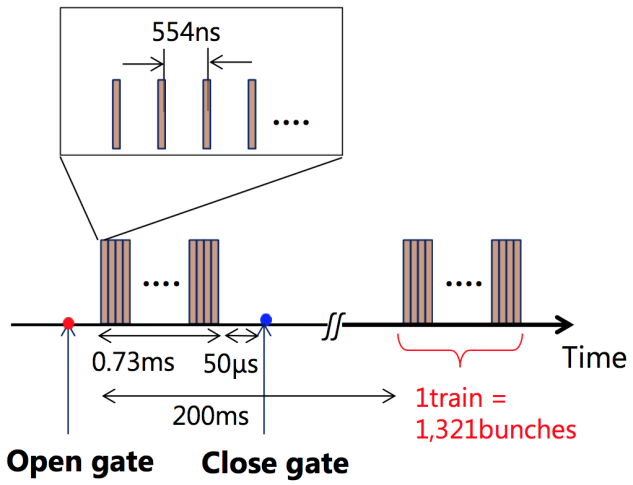 554ns
....
....
....
0.73ms
50μs
Time
200ms
1train =
1,321bunches
Open gate
Close gate